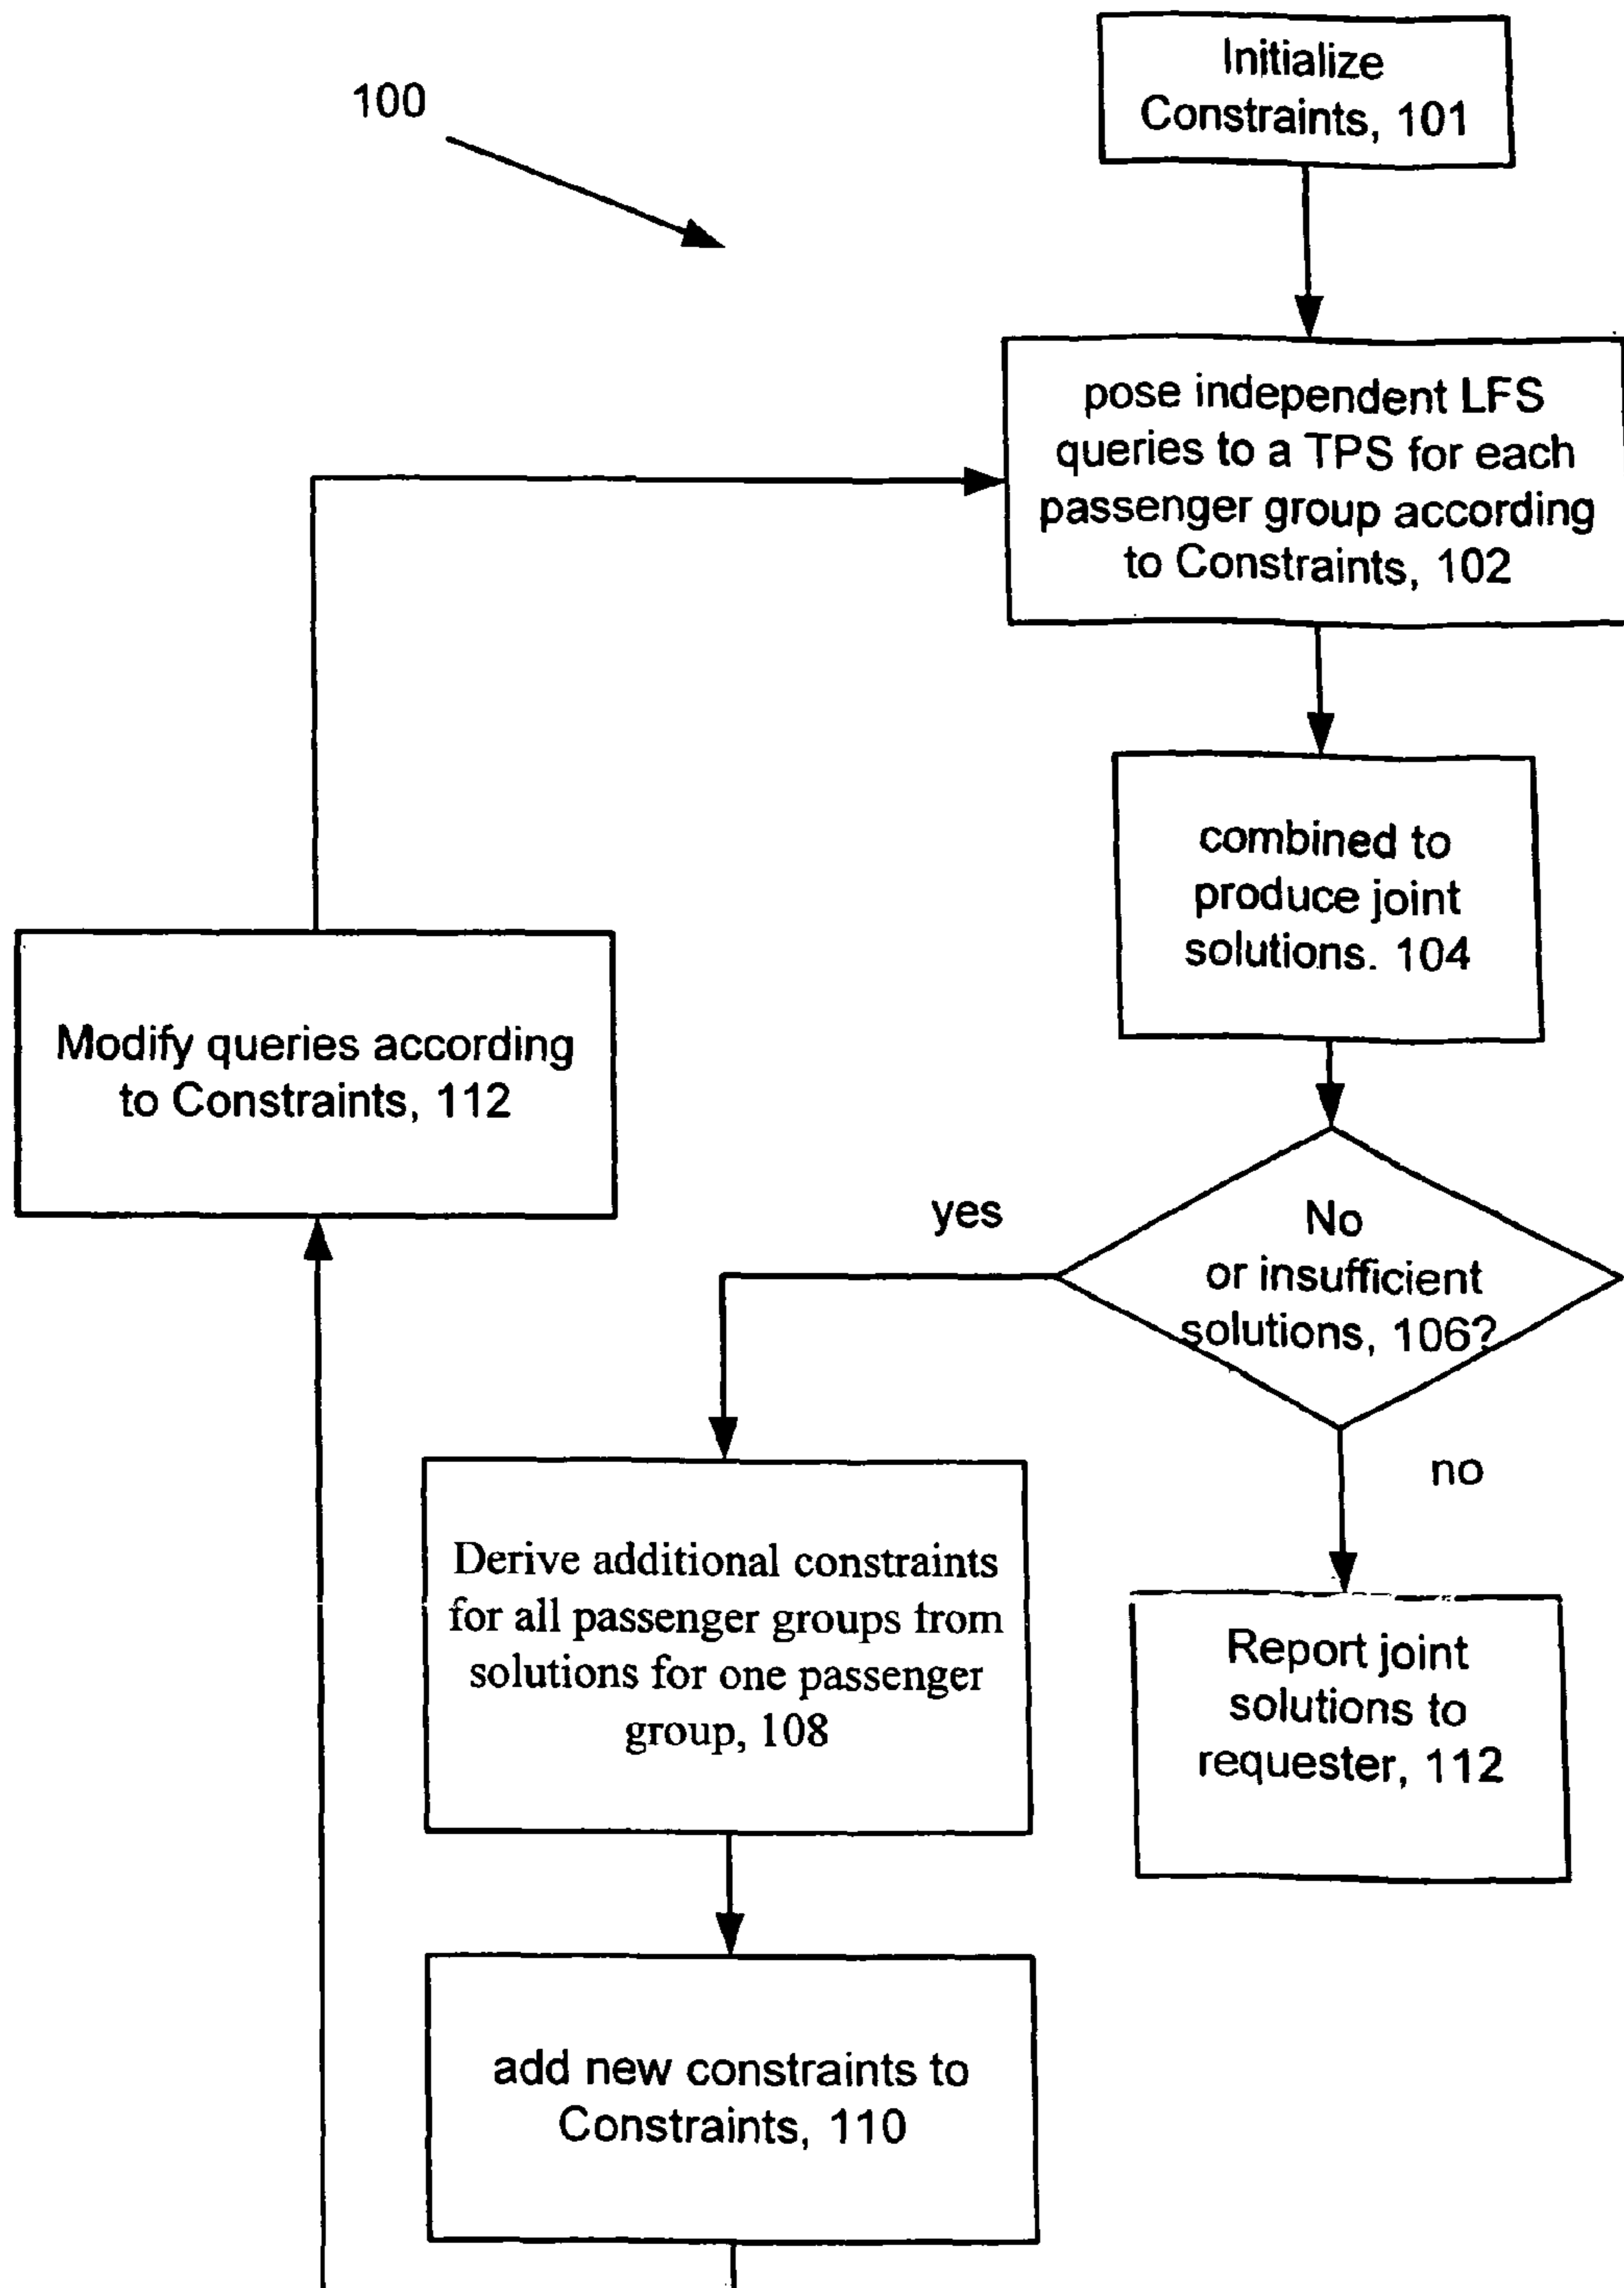 100
Initialize
Constraints, 101
pose independent LFS
queries to a TPS for each
passenger group according
to Constraints, 102
combined to
produce joint
solutions. 104
Modify queries according
to Constraints, 112
yes
No
or insufficient
solutions, 106?
no
Derive additional constraints
for all passenger groups from
solutions for one passenger
group, 108
Report joint
solutions to
requester, 112
add new constraints to
Constraints, 110